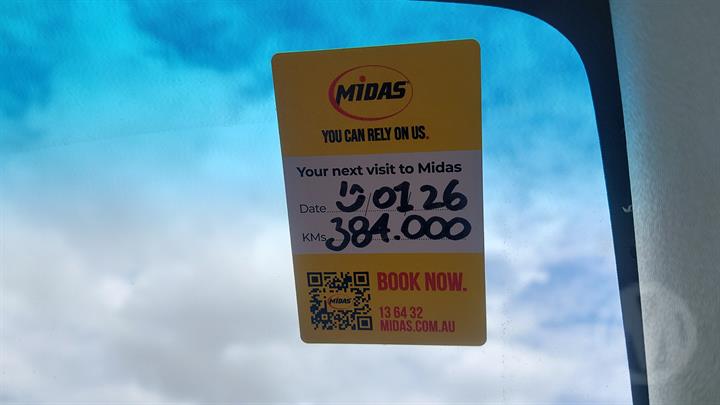 MIDAS
YOU CAN RELY ON US.
Your next visit to Midas
Date /01/26
KMs 384.000
MIDAS
BOOK NOW.
13 64 32
MIDAS.COM.AU